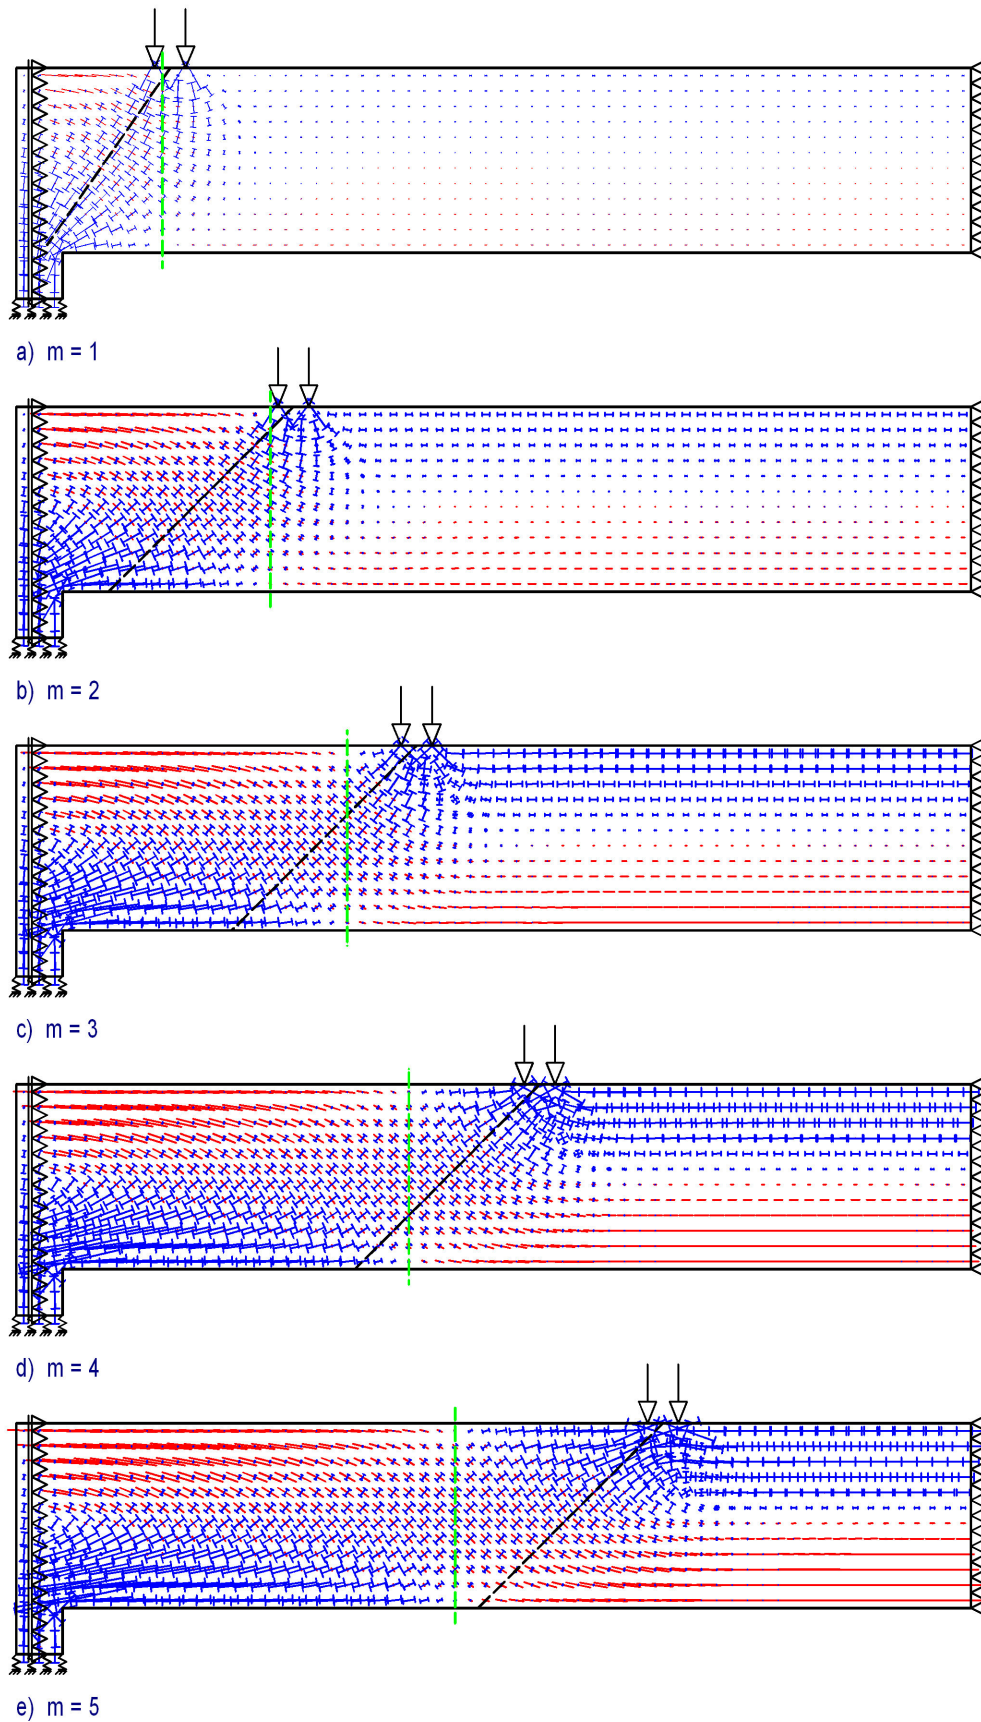 a) m = 1
b) m = 2
c) m = 3
d) m = 4
e) m = 5